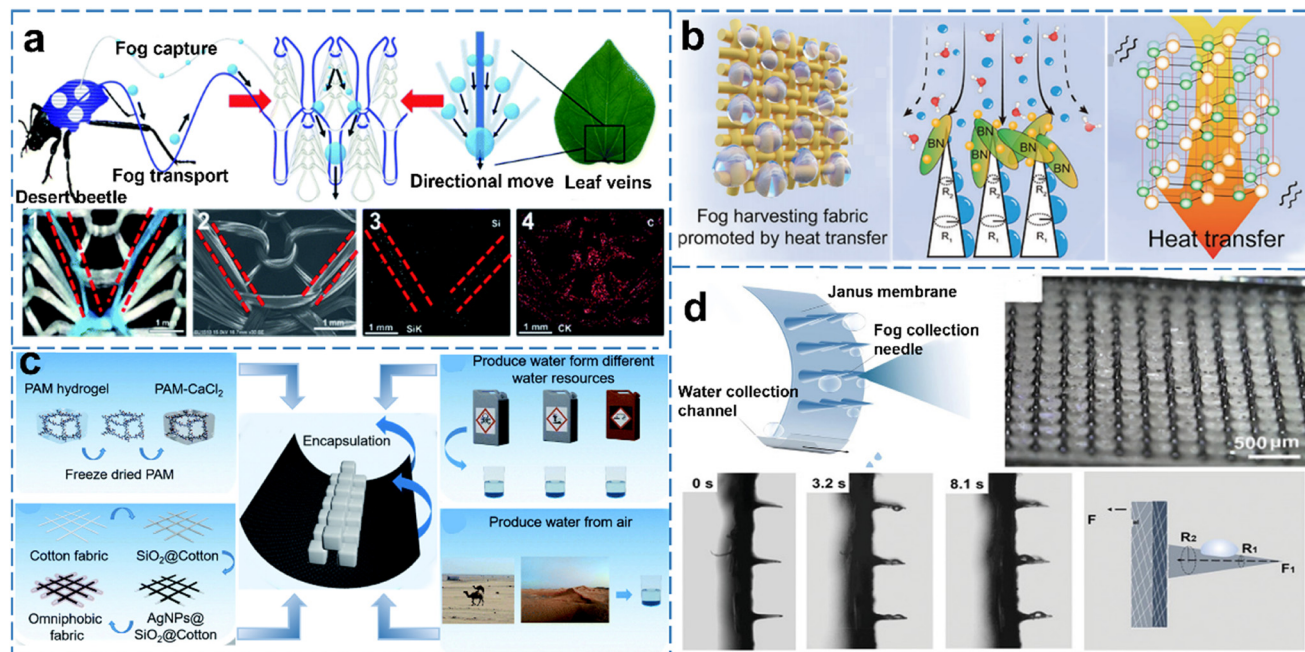 a
Fog capture
Fog transport
Desert beetle
Directional move
Leaf veins
1 mm
2
1 mm
3
Si
1 mm
SiK
4
C
1 mm
CK
b
Fog harvesting fabric
promoted by heat transfer
BN
BN
BN
BN
R₂
R₁
R₂
R₁
R₂
R₁
Heat transfer
c
PAM hydrogel
PAM-CaCl₂
Freeze dried PAM
Cotton fabric
SiO₂@Cotton
Omniphobic
fabric
AgNPs@
SiO₂@Cotton
Encapsulation
Produce water form different
water resources
Produce water from air
d
Janus membrane
Fog collection
needle
Water collection
channel
500 µm
0 s
3.2 s
8.1 s
F
R₂
R₁
F₁